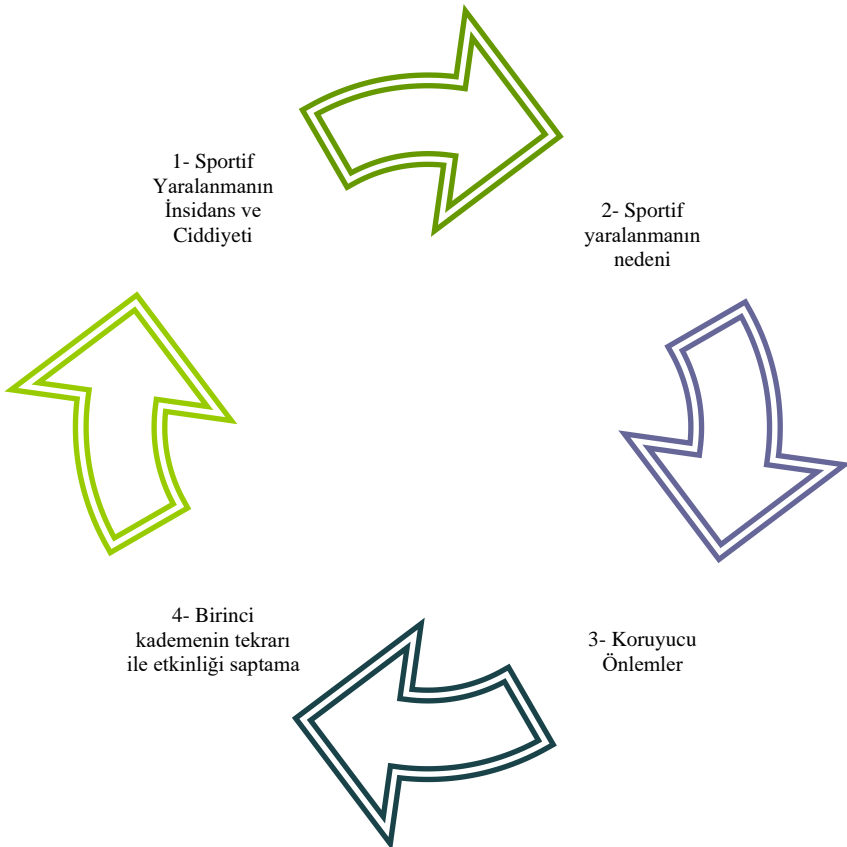 1- Sportif
Yaralanmanın
İnsidans ve
Ciddiyeti
2- Sportif
yaralanmanın
nedeni
3- Koruyucu
Önlemler
4- Birinci
kademenin tekrarı
ile etkinliği saptama